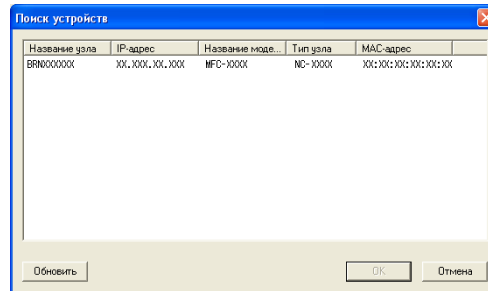 Поиск устройств
Название узла IP-адрес Название моде... Тип узла MAC-адрес
BRNXXXXXX XX.XXX.XX.XXX MFC-XXXX NC-XXXX XX:XX:XX:XX:XX:XX
Обновить OK Отмена